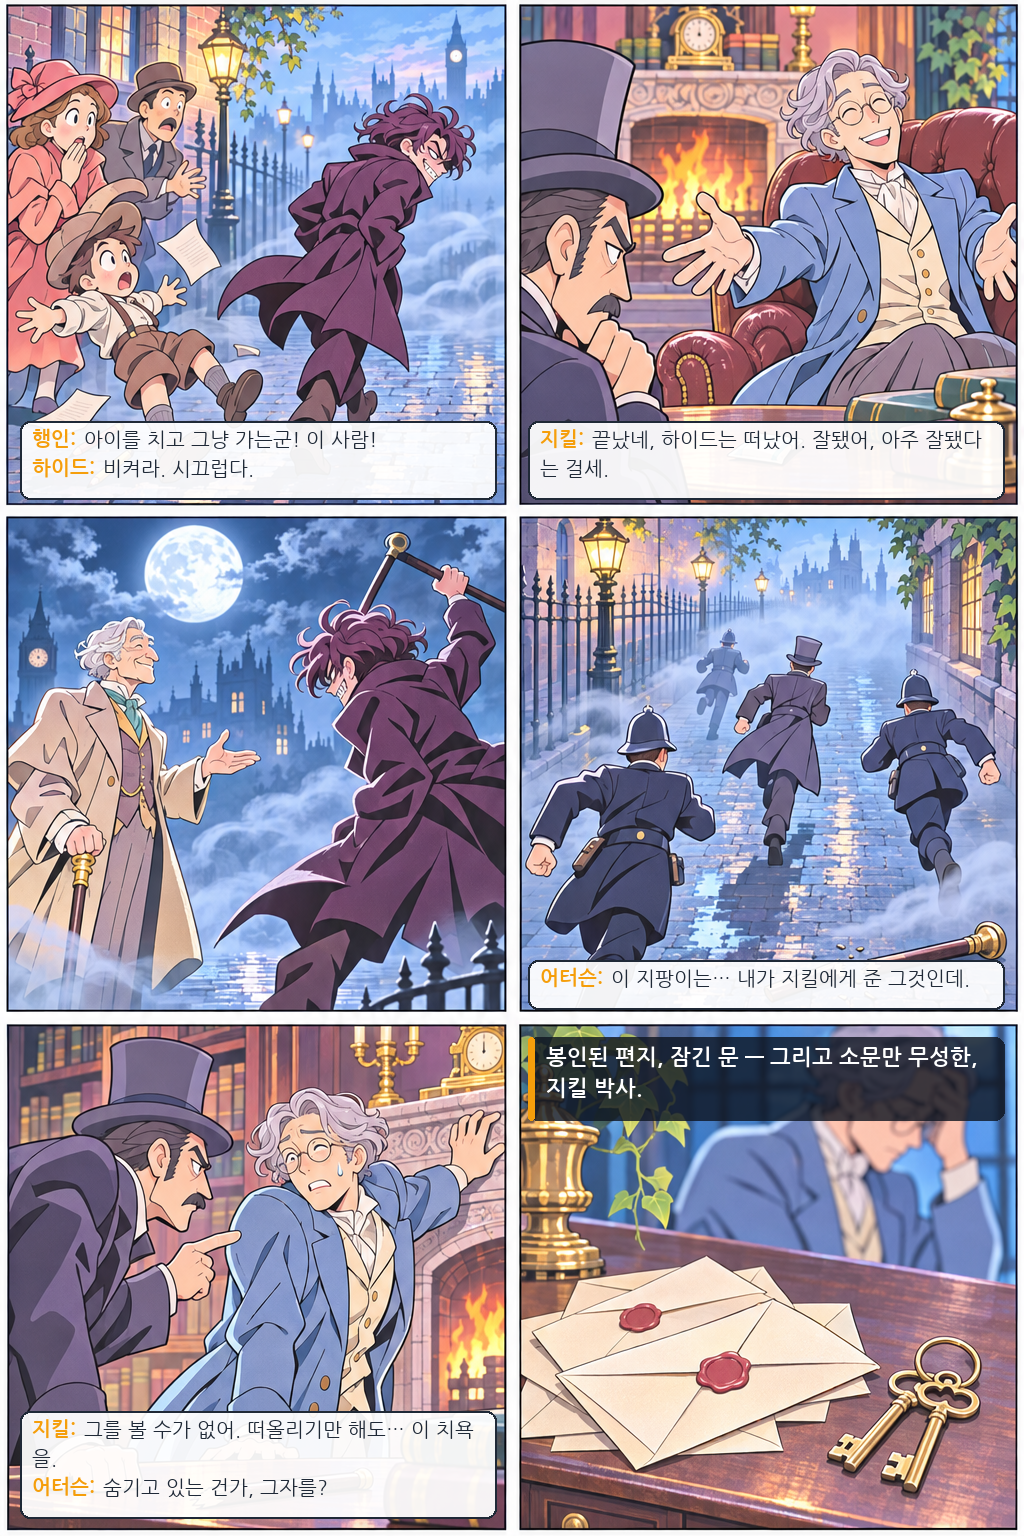 행인: 아이를 치고 그냥 가는군! 이 사람!
하이드: 비켜라. 시끄럽다.
지킬: 끝났네, 하이드는 떠났어. 잘됐어, 아주 잘됐다
는 걸세.
어터슨: 이 지팡이는… 내가 지킬에게 준 그것인데.
지킬: 그를 볼 수가 없어. 떠올리기만 해도… 이 치욕
을.
어터슨: 숨기고 있는 건가, 그자를?
봉인된 편지, 잠긴 문 — 그리고 소문만 무성한,
지킬 박사.